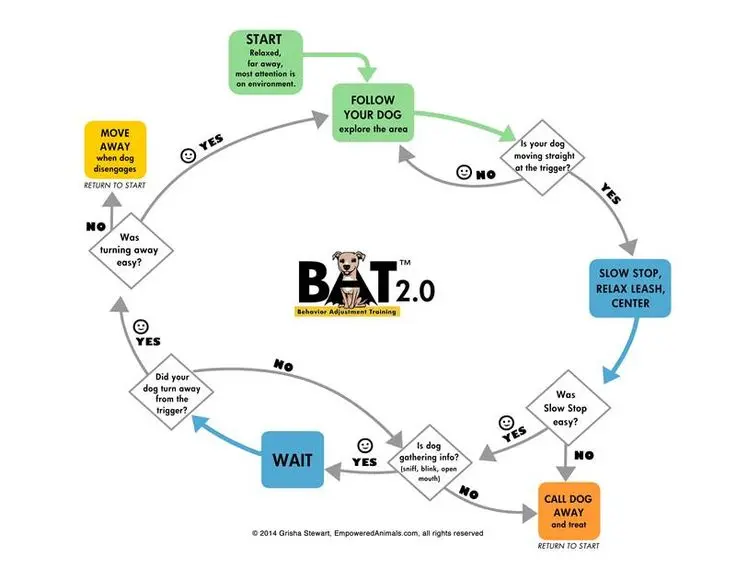 START
Relaxed,
far away,
most attention is
on environment.
FOLLOW
YOUR DOG
explore the area
Is your dog
moving straight
at the trigger?
NO
YES
SLOW STOP,
RELAX LEASH,
CENTER
Was
Slow Stop
easy?
YES
NO
CALL DOG
AWAY
and treat
RETURN TO START
Is dog
gathering info?
(sniff, blink, open
mouth)
NO
YES
WAIT
Did your
dog turn away
from the
trigger?
NO
YES
Was
turning away
easy?
NO
YES
MOVE
AWAY
when dog
disengages
RETURN TO START
BAT™
2.0
Behavior Adjustment Training
© 2014 Grisha Stewart, EmpoweredAnimals.com, all rights reserved